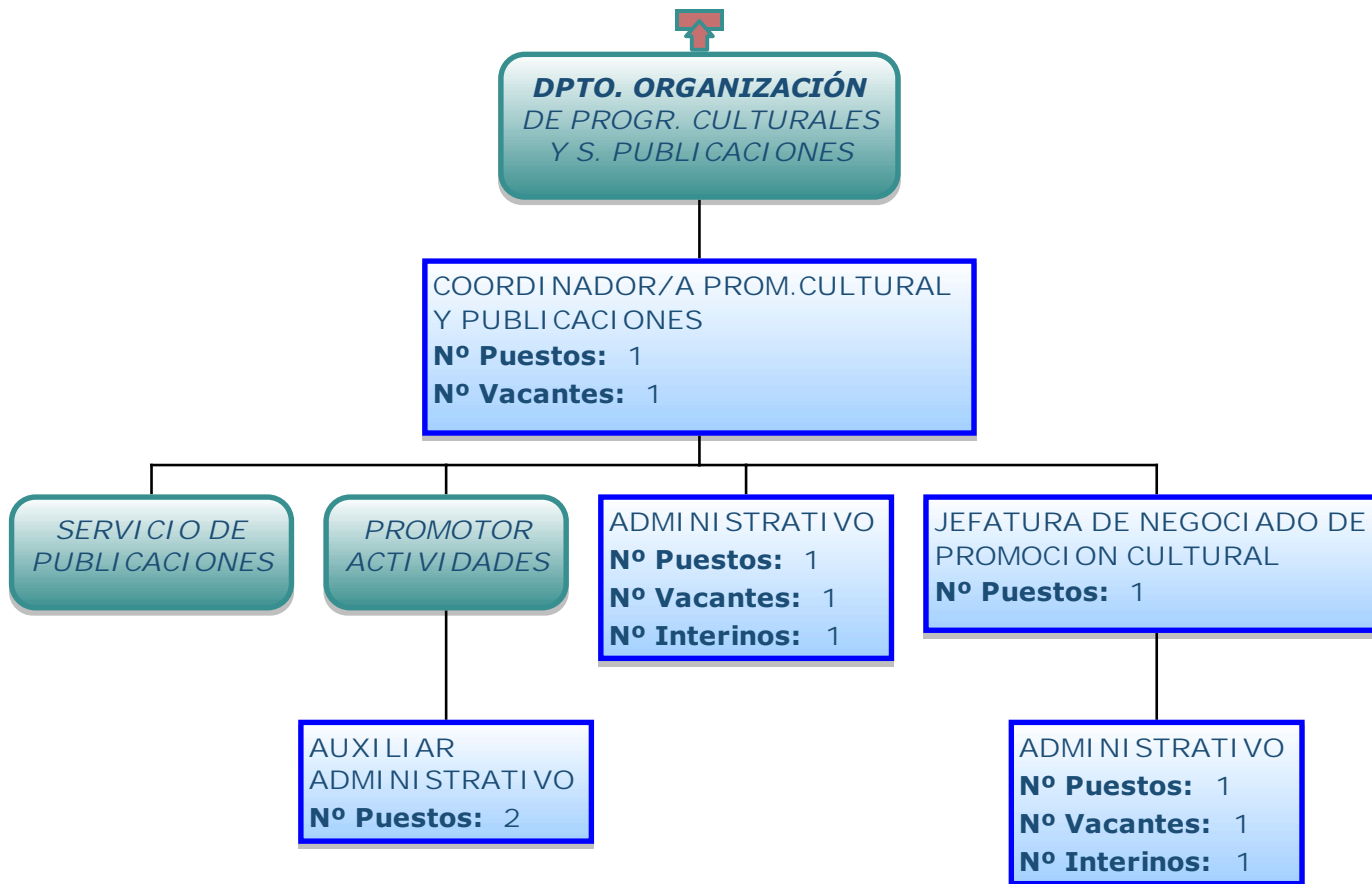 DPTO. ORGANIZACIÓN
DE PROGR. CULTURALES
Y S. PUBLICACIONES
COORDINADOR/A PROM.CULTURAL
Y PUBLICACIONES
Nº Puestos: 1
Nº Vacantes: 1
SERVICIO DE
PUBLICACIONES
PROMOTOR
ACTIVIDADES
ADMINISTRATIVO
Nº Puestos: 1
Nº Vacantes: 1
Nº Interinos: 1
JEFATURA DE NEGOCIADO DE
PROMOCION CULTURAL
Nº Puestos: 1
AUXILIAR
ADMINISTRATIVO
Nº Puestos: 2
ADMINISTRATIVO
Nº Puestos: 1
Nº Vacantes: 1
Nº Interinos: 1